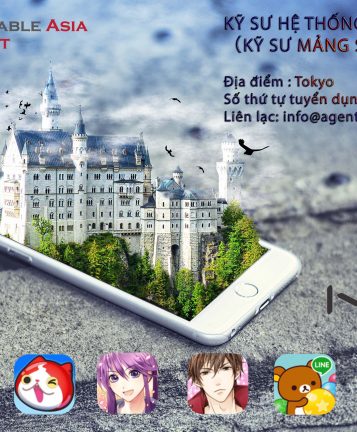 ABLE ASIA
T
KỸ SƯ HỆ THỐNG
(KỸ SƯ MẢNG S
Địa điểm : Tokyo
Số thứ tự tuyển dụn
Liên lạc: info@agent
LINE